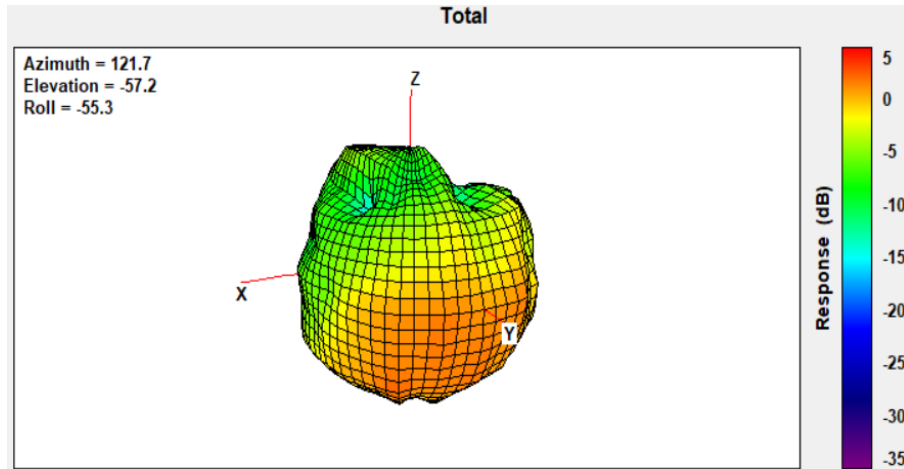 Total
Azimuth = 121.7
Elevation = -57.2
Roll = -55.3
Z
X
Y
5
0
-5
-10
-15
-20
-25
-30
-35
Response (dB)